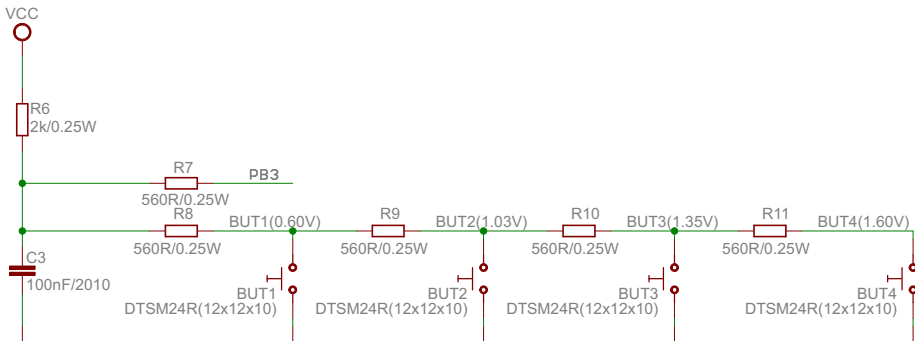 VCC
R6
2k/0.25W
R7
PB3
560R/0.25W
R8
BUT1(0.60V)
R9
BUT2(1.03V)
R10
BUT3(1.35V)
R11
BUT4(1.60V)
560R/0.25W
560R/0.25W
560R/0.25W
560R/0.25W
C3
100nF/2010
BUT1
DTSM24R(12x12x10)
BUT2
DTSM24R(12x12x10)
BUT3
DTSM24R(12x12x10)
BUT4
DTSM24R(12x12x10)